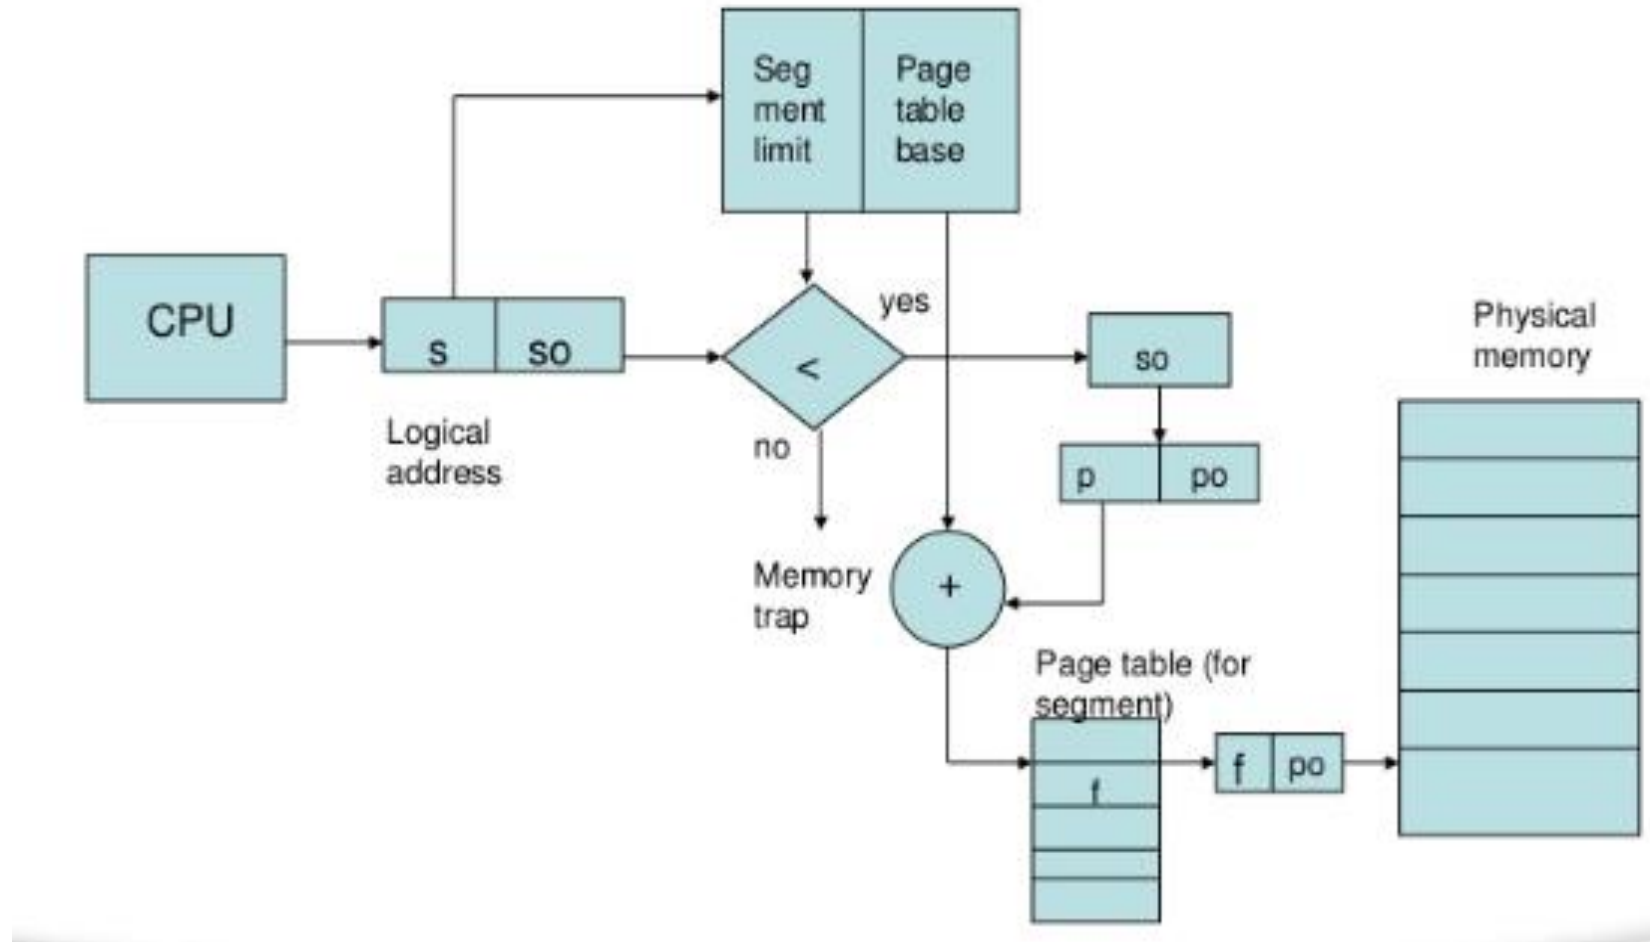 Seg
ment
limit
Page
table
base
CPU
s
so
Logical
address
<
yes
no
Memory
trap
so
p
po
+
Page table (for
segment)
f
f
po
Physical
memory